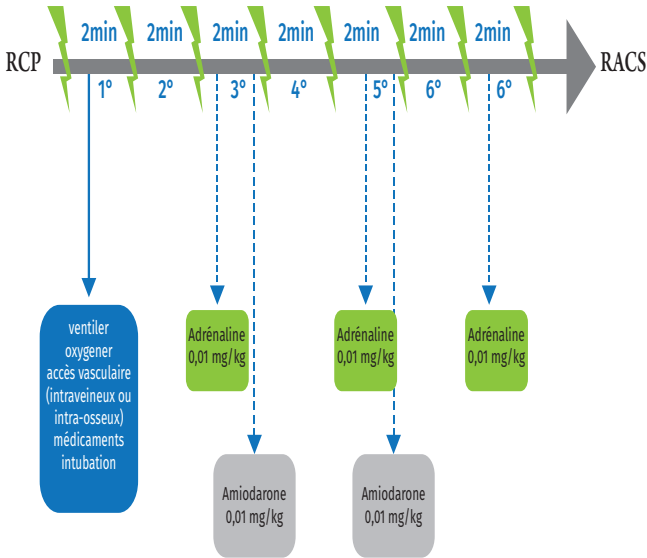 2min 2min 2min 2min 2min 2min 2min
RCP RACS
1° 2° 3° 4° 5° 6° 6°
ventiler
oxygener
accès vasculaire
(intraveineux ou
intra-osseux)
médicaments
intubation
Adrénaline
0,01 mg/kg
Adrénaline
0,01 mg/kg
Adrénaline
0,01 mg/kg
Amiodarone
0,01 mg/kg
Amiodarone
0,01 mg/kg